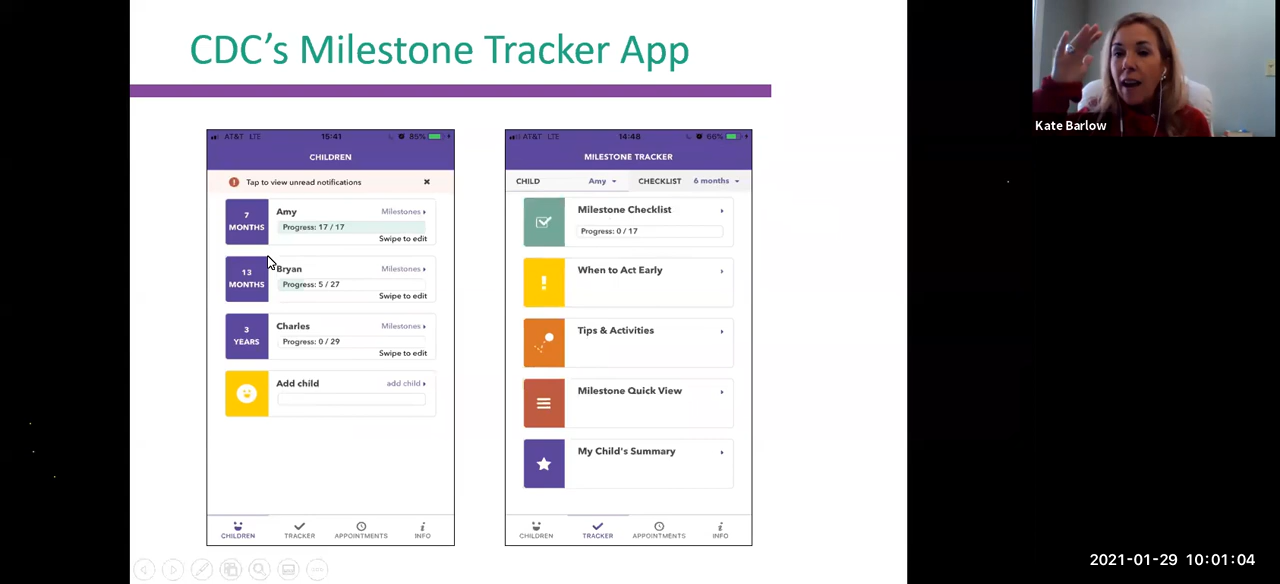 CDC's Milestone Tracker App
Kate Barlow
AT&T LTE 15:41 85%
CHILDREN
Tap to view unread notifications
7 MONTHS
Amy
Milestones
Progress: 17 / 17
Swipe to edit
13 MONTHS
Bryan
Milestones
Progress: 5 / 27
Swipe to edit
3 YEARS
Charles
Milestones
Progress: 0 / 29
Swipe to edit
Add child
add child
CHILDREN TRACKER APPOINTMENTS INFO
AT&T LTE 14:48 66%
MILESTONE TRACKER
CHILD Amy CHECKLIST 6 months
Milestone Checklist
Progress: 0 / 17
When to Act Early
Tips & Activities
Milestone Quick View
My Child's Summary
CHILDREN TRACKER APPOINTMENTS INFO
2021-01-29 10:01:04